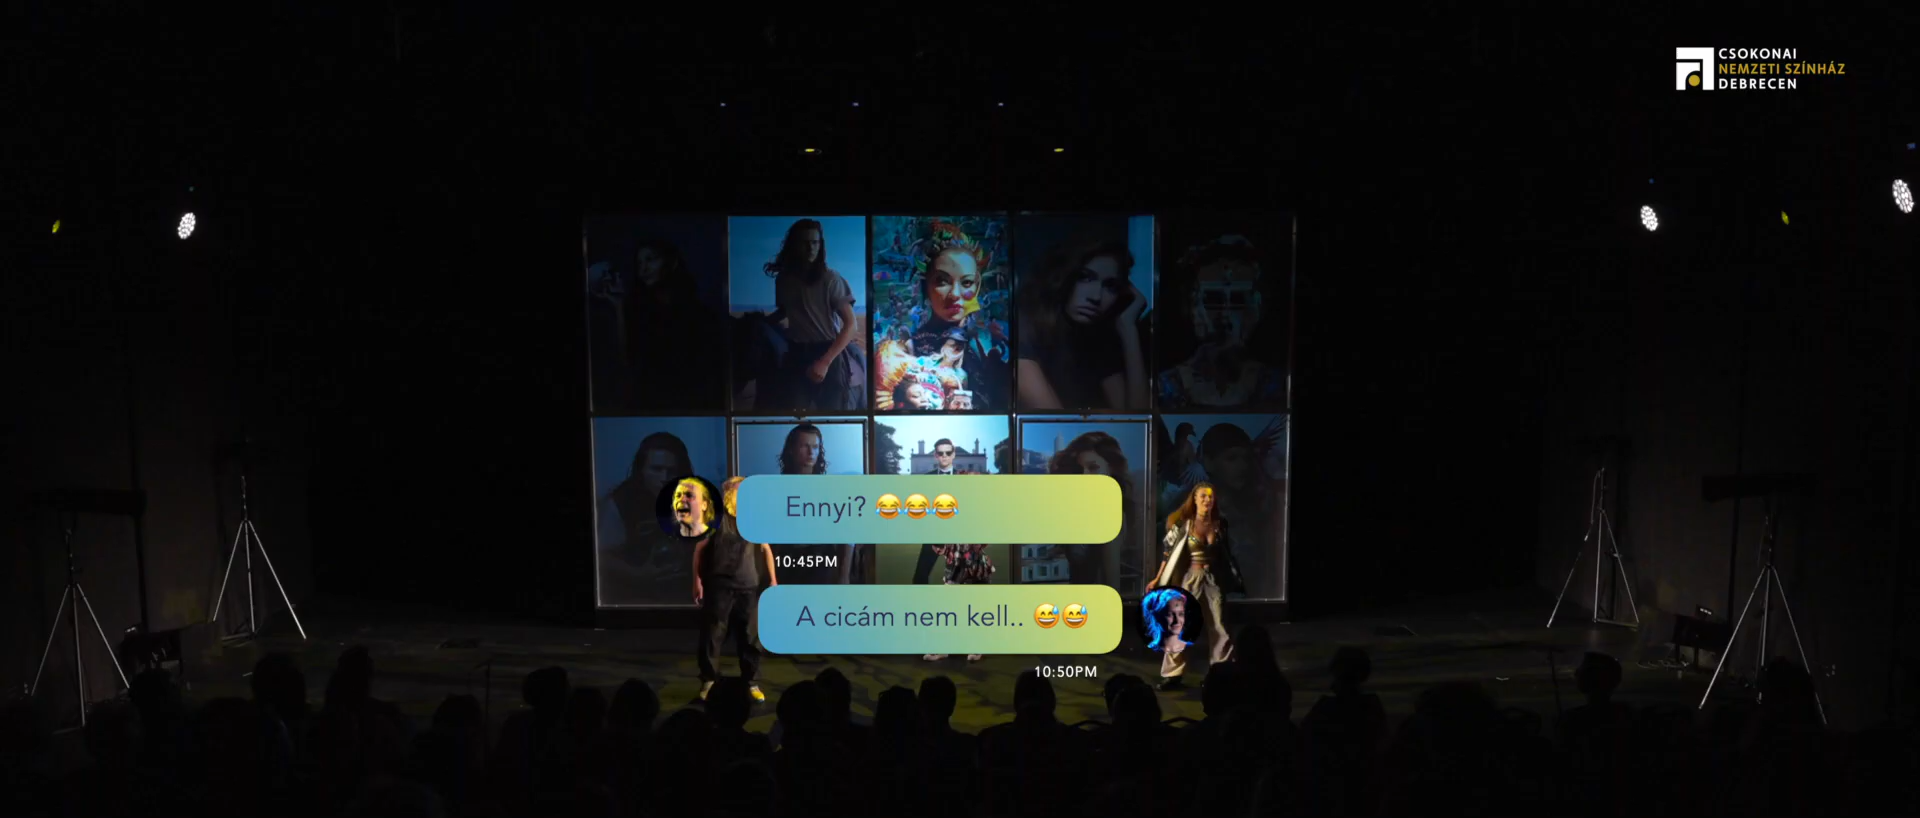 CSOKONAI
NEMZETI SZÍNHÁZ
DEBRECEN
Ennyi? 😂😂😂
10:45PM
A cicám nem kell.. 😅😅
10:50PM